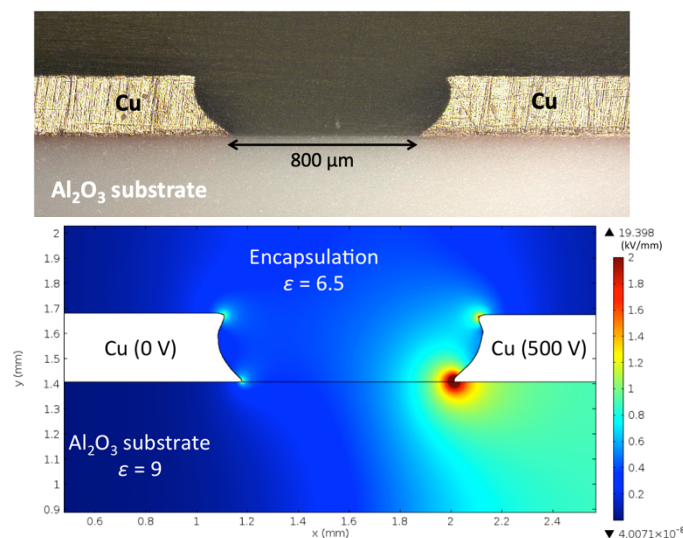 Cu
Cu
800 µm
Al₂O₃ substrate
▲ 19.398
(kV/mm)
Encapsulation
ε = 6.5
Cu (0 V)
Cu (500 V)
Al₂O₃ substrate
ε = 9
2
1.9
1.8
1.7
1.6
1.5
1.4
1.3
1.2
1.1
1
0.9
y (mm)
0.6
0.8
1
1.2
1.4
1.6
1.8
2
2.2
2.4
x (mm)
2
1.8
1.6
1.4
1.2
1
0.8
0.6
0.4
0.2
▼ 4.0071×10⁻⁸